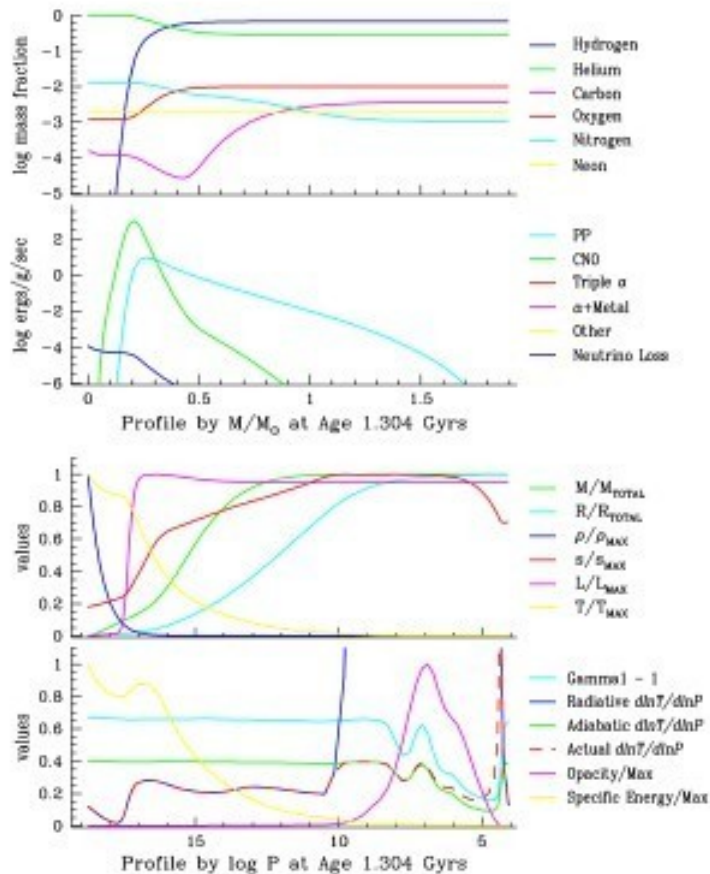 0
-1
-2
-3
-4
-5
log mass fraction
Hydrogen
Helium
Carbon
Oxygen
Nitrogen
Neon
2
0
-2
-4
-6
log ergs/g/sec
PP
CNO
Triple α
α+Metal
Other
Neutrino Loss
0 0.5 1 1.5
Profile by M/M⊙ at Age 1.304 Gyrs
1
0.8
0.6
0.4
0.2
0
values
M/M_TOTAL
R/R_TOTAL
ρ/ρ_MAX
s/s_MAX
L/L_MAX
T/T_MAX
1
0.8
0.6
0.4
0.2
0
values
Gamma1 - 1
Radiative dlnT/dlnP
Adiabatic dlnT/dlnP
Actual dlnT/dlnP
Opacity/Max
Specific Energy/Max
15 10 5
Profile by log P at Age 1.304 Gyrs